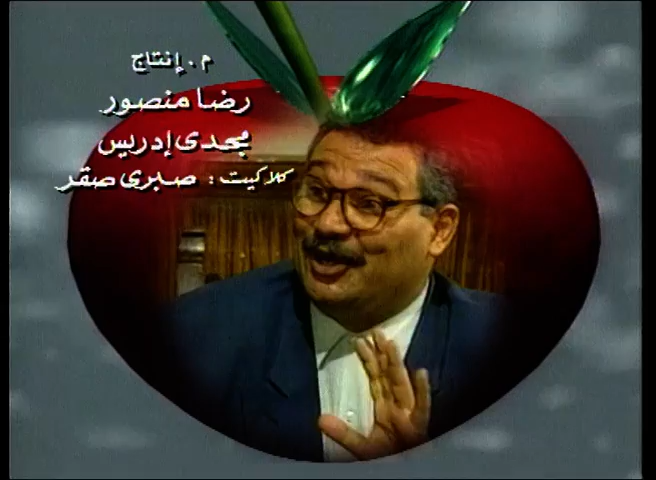 م. إنتاج
رضا منصور
مجدى إدريس
كلاكيت : صبرى صقر